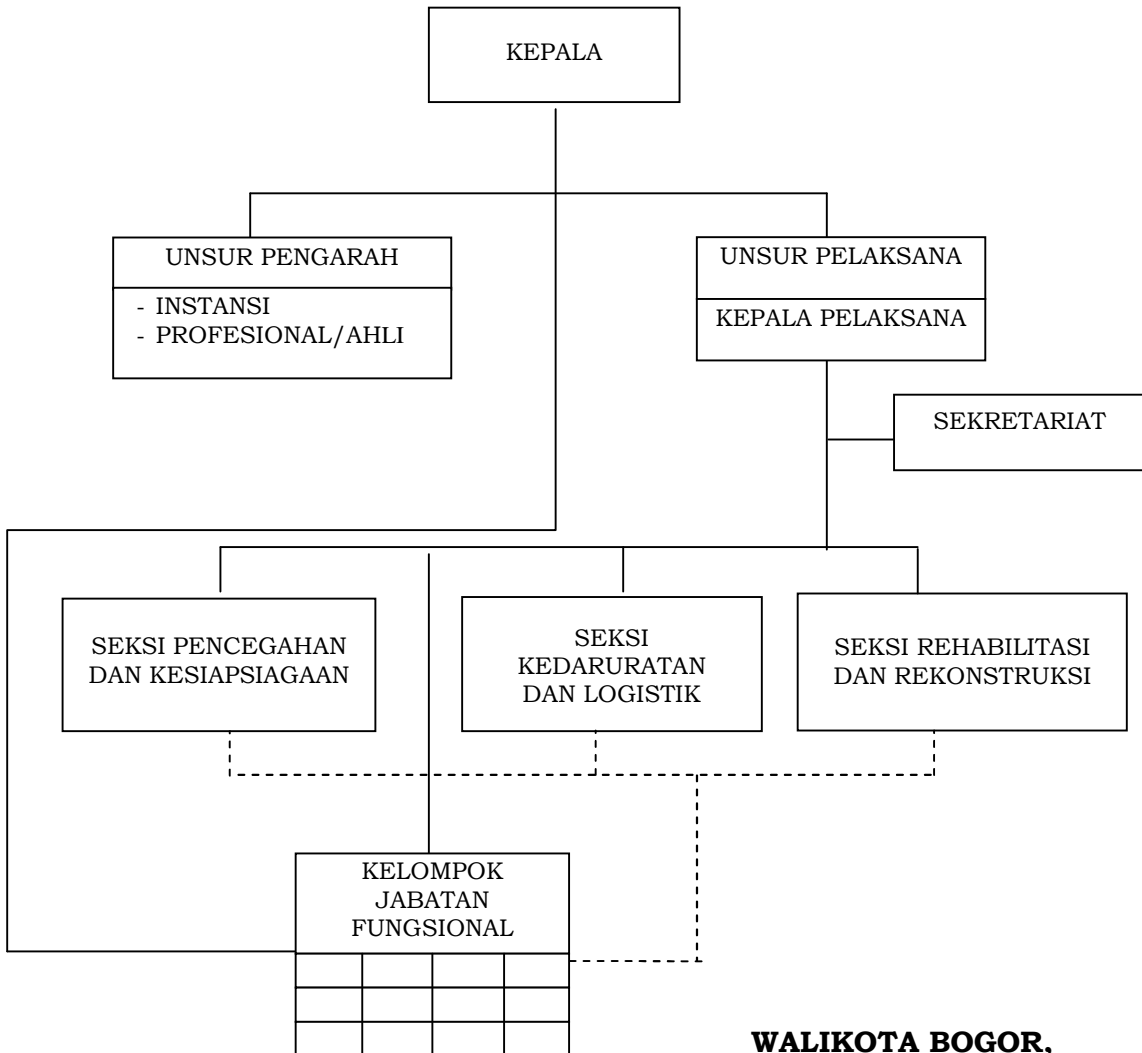 KEPALA
UNSUR PENGARAH
- INSTANSI
- PROFESIONAL/AHLI
UNSUR PELAKSANA
KEPALA PELAKSANA
SEKRETARIAT
SEKSI PENCEGAHAN
DAN KESIAPSIAGAAN
SEKSI
KEDARURATAN
DAN LOGISTIK
SEKSI REHABILITASI
DAN REKONSTRUKSI
KELOMPOK
JABATAN
FUNGSIONAL
WALIKOTA BOGOR,